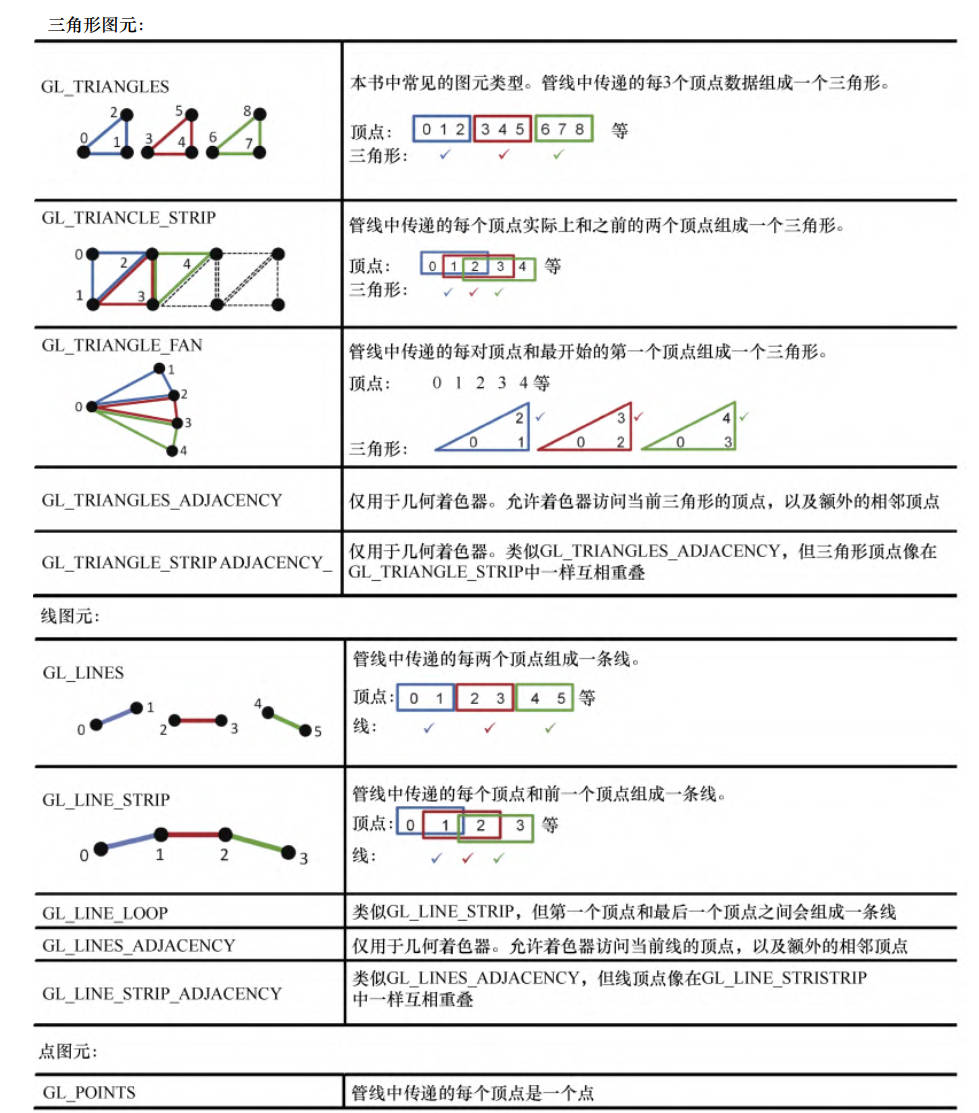 三角形图元：
GL_TRIANGLES
0 1 2 3 4 5 6 7 8
本书中常见的图元类型。管线中传递的每3个顶点数据组成一个三角形。
顶点： 0 1 2 3 4 5 6 7 8 等
三角形： ✓ ✓ ✓
GL_TRIANCLE_STRIP
0 1 2 3 4
管线中传递的每个顶点实际上和之前的两个顶点组成一个三角形。
顶点： 0 1 2 3 4 等
三角形： ✓ ✓ ✓
GL_TRIANGLE_FAN
0 1 2 3 4
管线中传递的每对顶点和最开始的第一个顶点组成一个三角形。
顶点： 0 1 2 3 4 等
三角形： 0 1 2 ✓ 0 2 3 ✓ 0 3 4 ✓
GL_TRIANGLES_ADJACENCY
仅用于几何着色器。允许着色器访问当前三角形的顶点，以及额外的相邻顶点
GL_TRIANGLE_STRIP ADJACENCY_
仅用于几何着色器。类似GL_TRIANGLES_ADJACENCY，但三角形顶点像在
GL_TRIANGLE_STRIP中一样互相重叠
线图元：
GL_LINES
0 1 2 3 4 5
管线中传递的每两个顶点组成一条线。
顶点： 0 1 2 3 4 5 等
线： ✓ ✓ ✓
GL_LINE_STRIP
0 1 2 3
管线中传递的每个顶点和前一个顶点组成一条线。
顶点： 0 1 2 3 等
线： ✓ ✓ ✓
GL_LINE_LOOP
类似GL_LINE_STRIP，但第一个顶点和最后一个顶点之间会组成一条线
GL_LINES_ADJACENCY
仅用于几何着色器。允许着色器访问当前线的顶点，以及额外的相邻顶点
GL_LINE_STRIP_ADJACENCY
类似GL_LINES_ADJACENCY，但线顶点像在GL_LINE_STRISTRIP
中一样互相重叠
点图元：
GL_POINTS
管线中传递的每个顶点是一个点